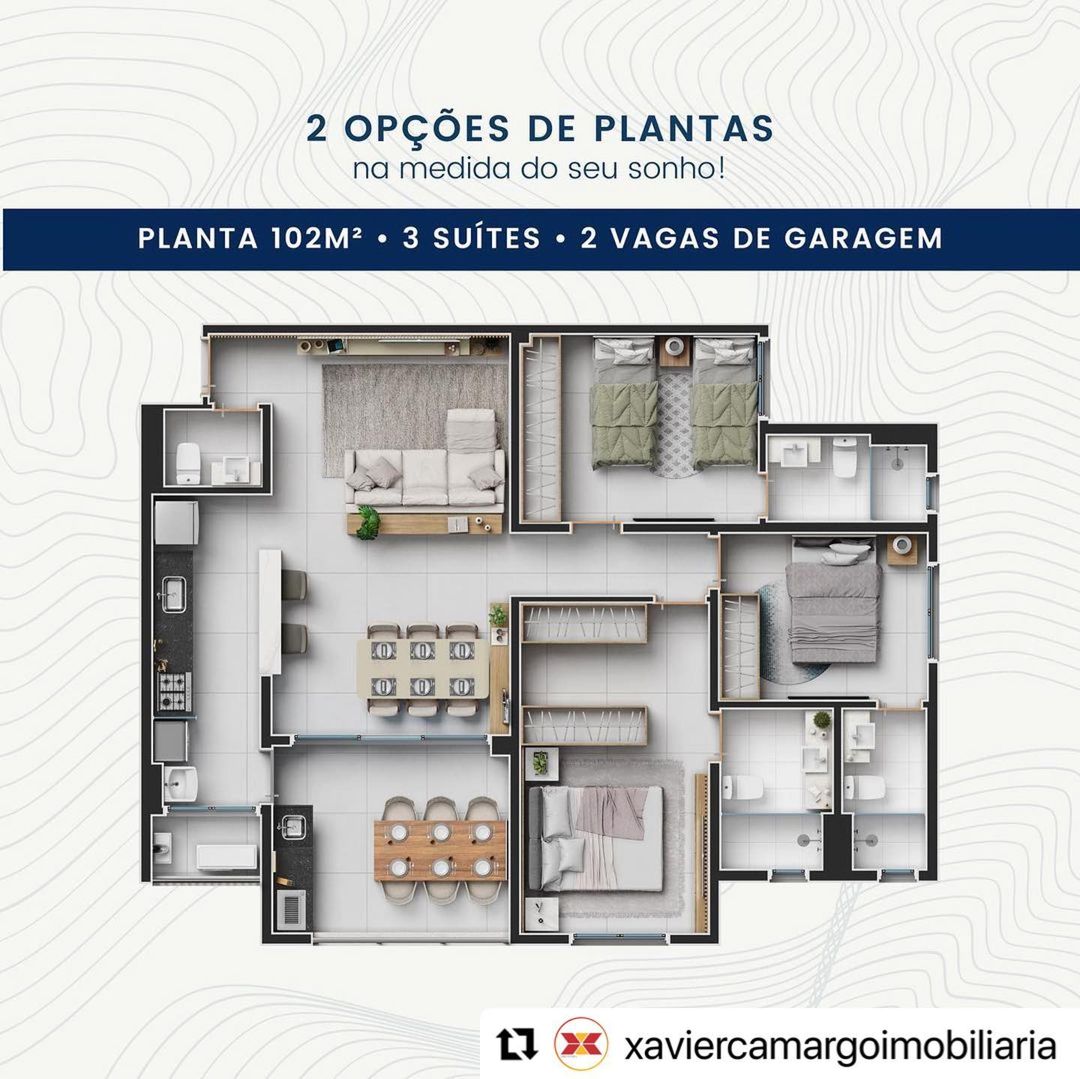 2 OPÇÕES DE PLANTAS
na medida do seu sonho!
PLANTA 102M² • 3 SUÍTES • 2 VAGAS DE GARAGEM
xaviercamargoimobiliaria